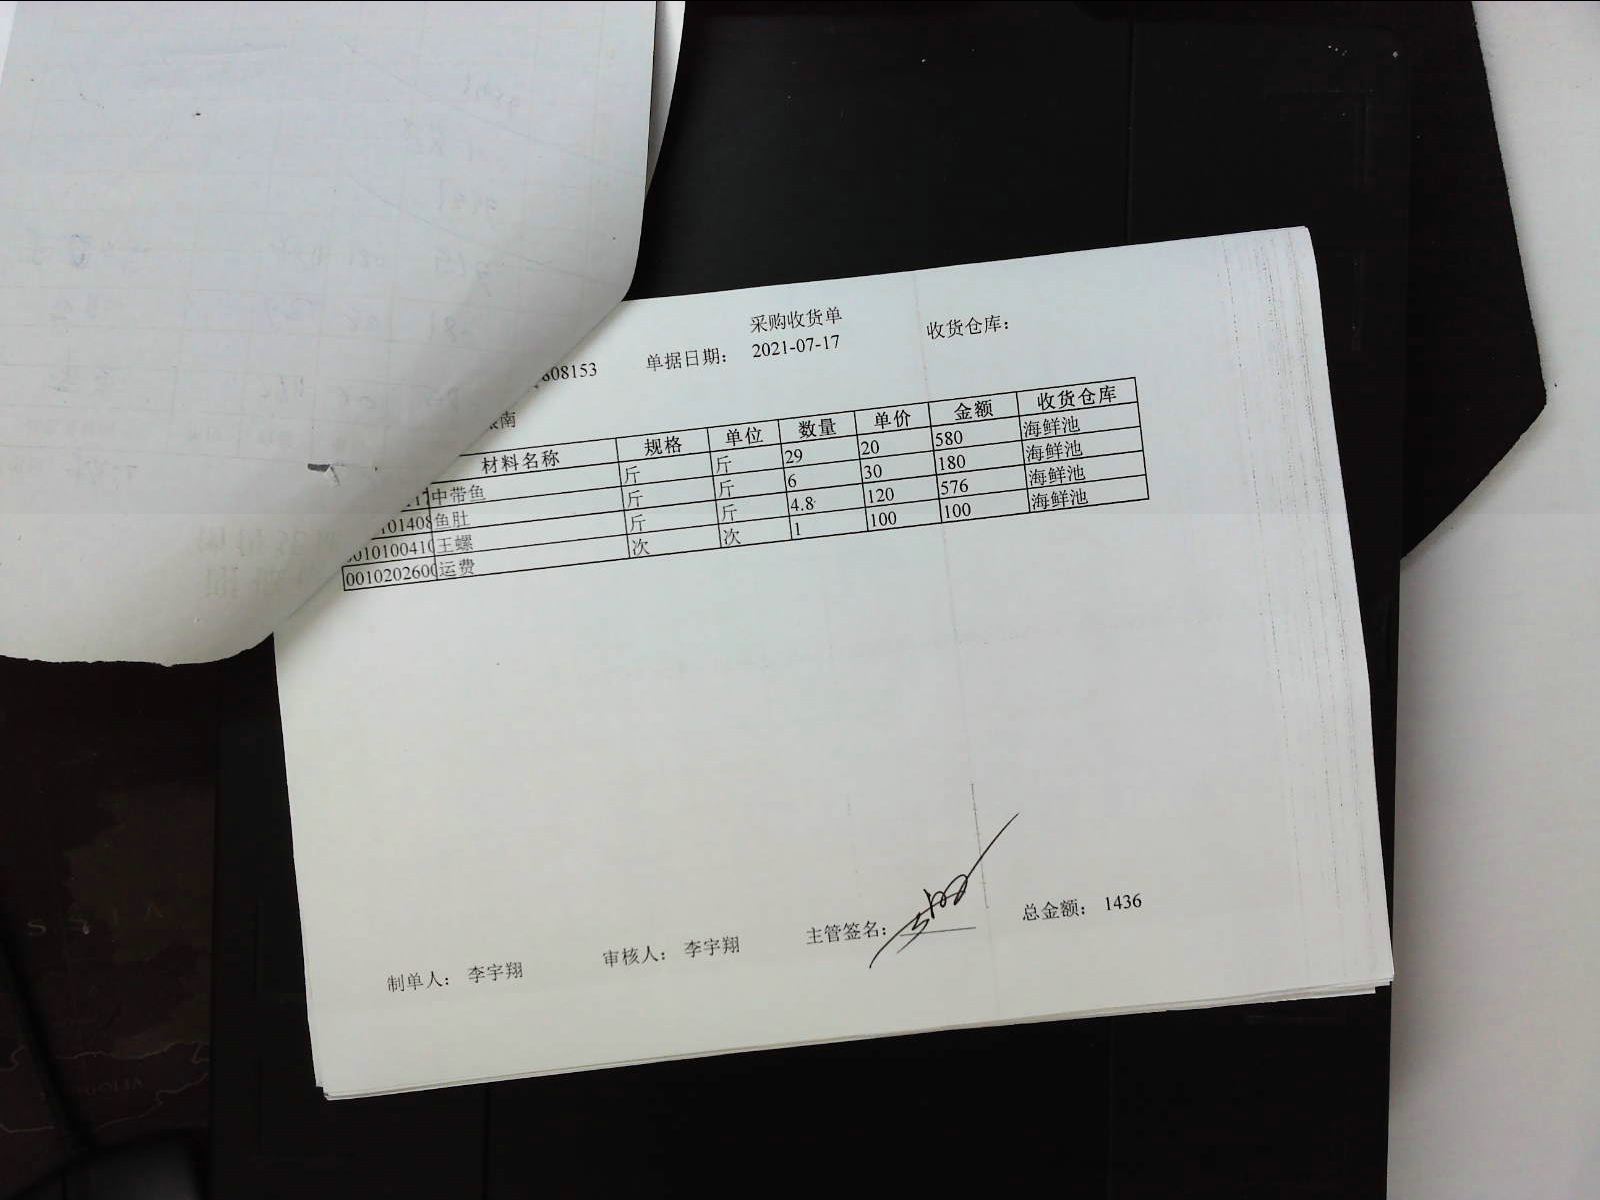 采购收货单
608153 单据日期： 2021-07-17 收货仓库：
南
材料名称 规格 单位 数量 单价 金额 收货仓库
中带鱼 斤 斤 29 20 580 海鲜池
01408 鱼肚 斤 斤 6 30 180 海鲜池
010100410 王螺 斤 斤 4.8 120 576 海鲜池
0010202600 运费 次 次 1 100 100 海鲜池
制单人： 李宇翔 审核人： 李宇翔 主管签名： 总金额： 1436